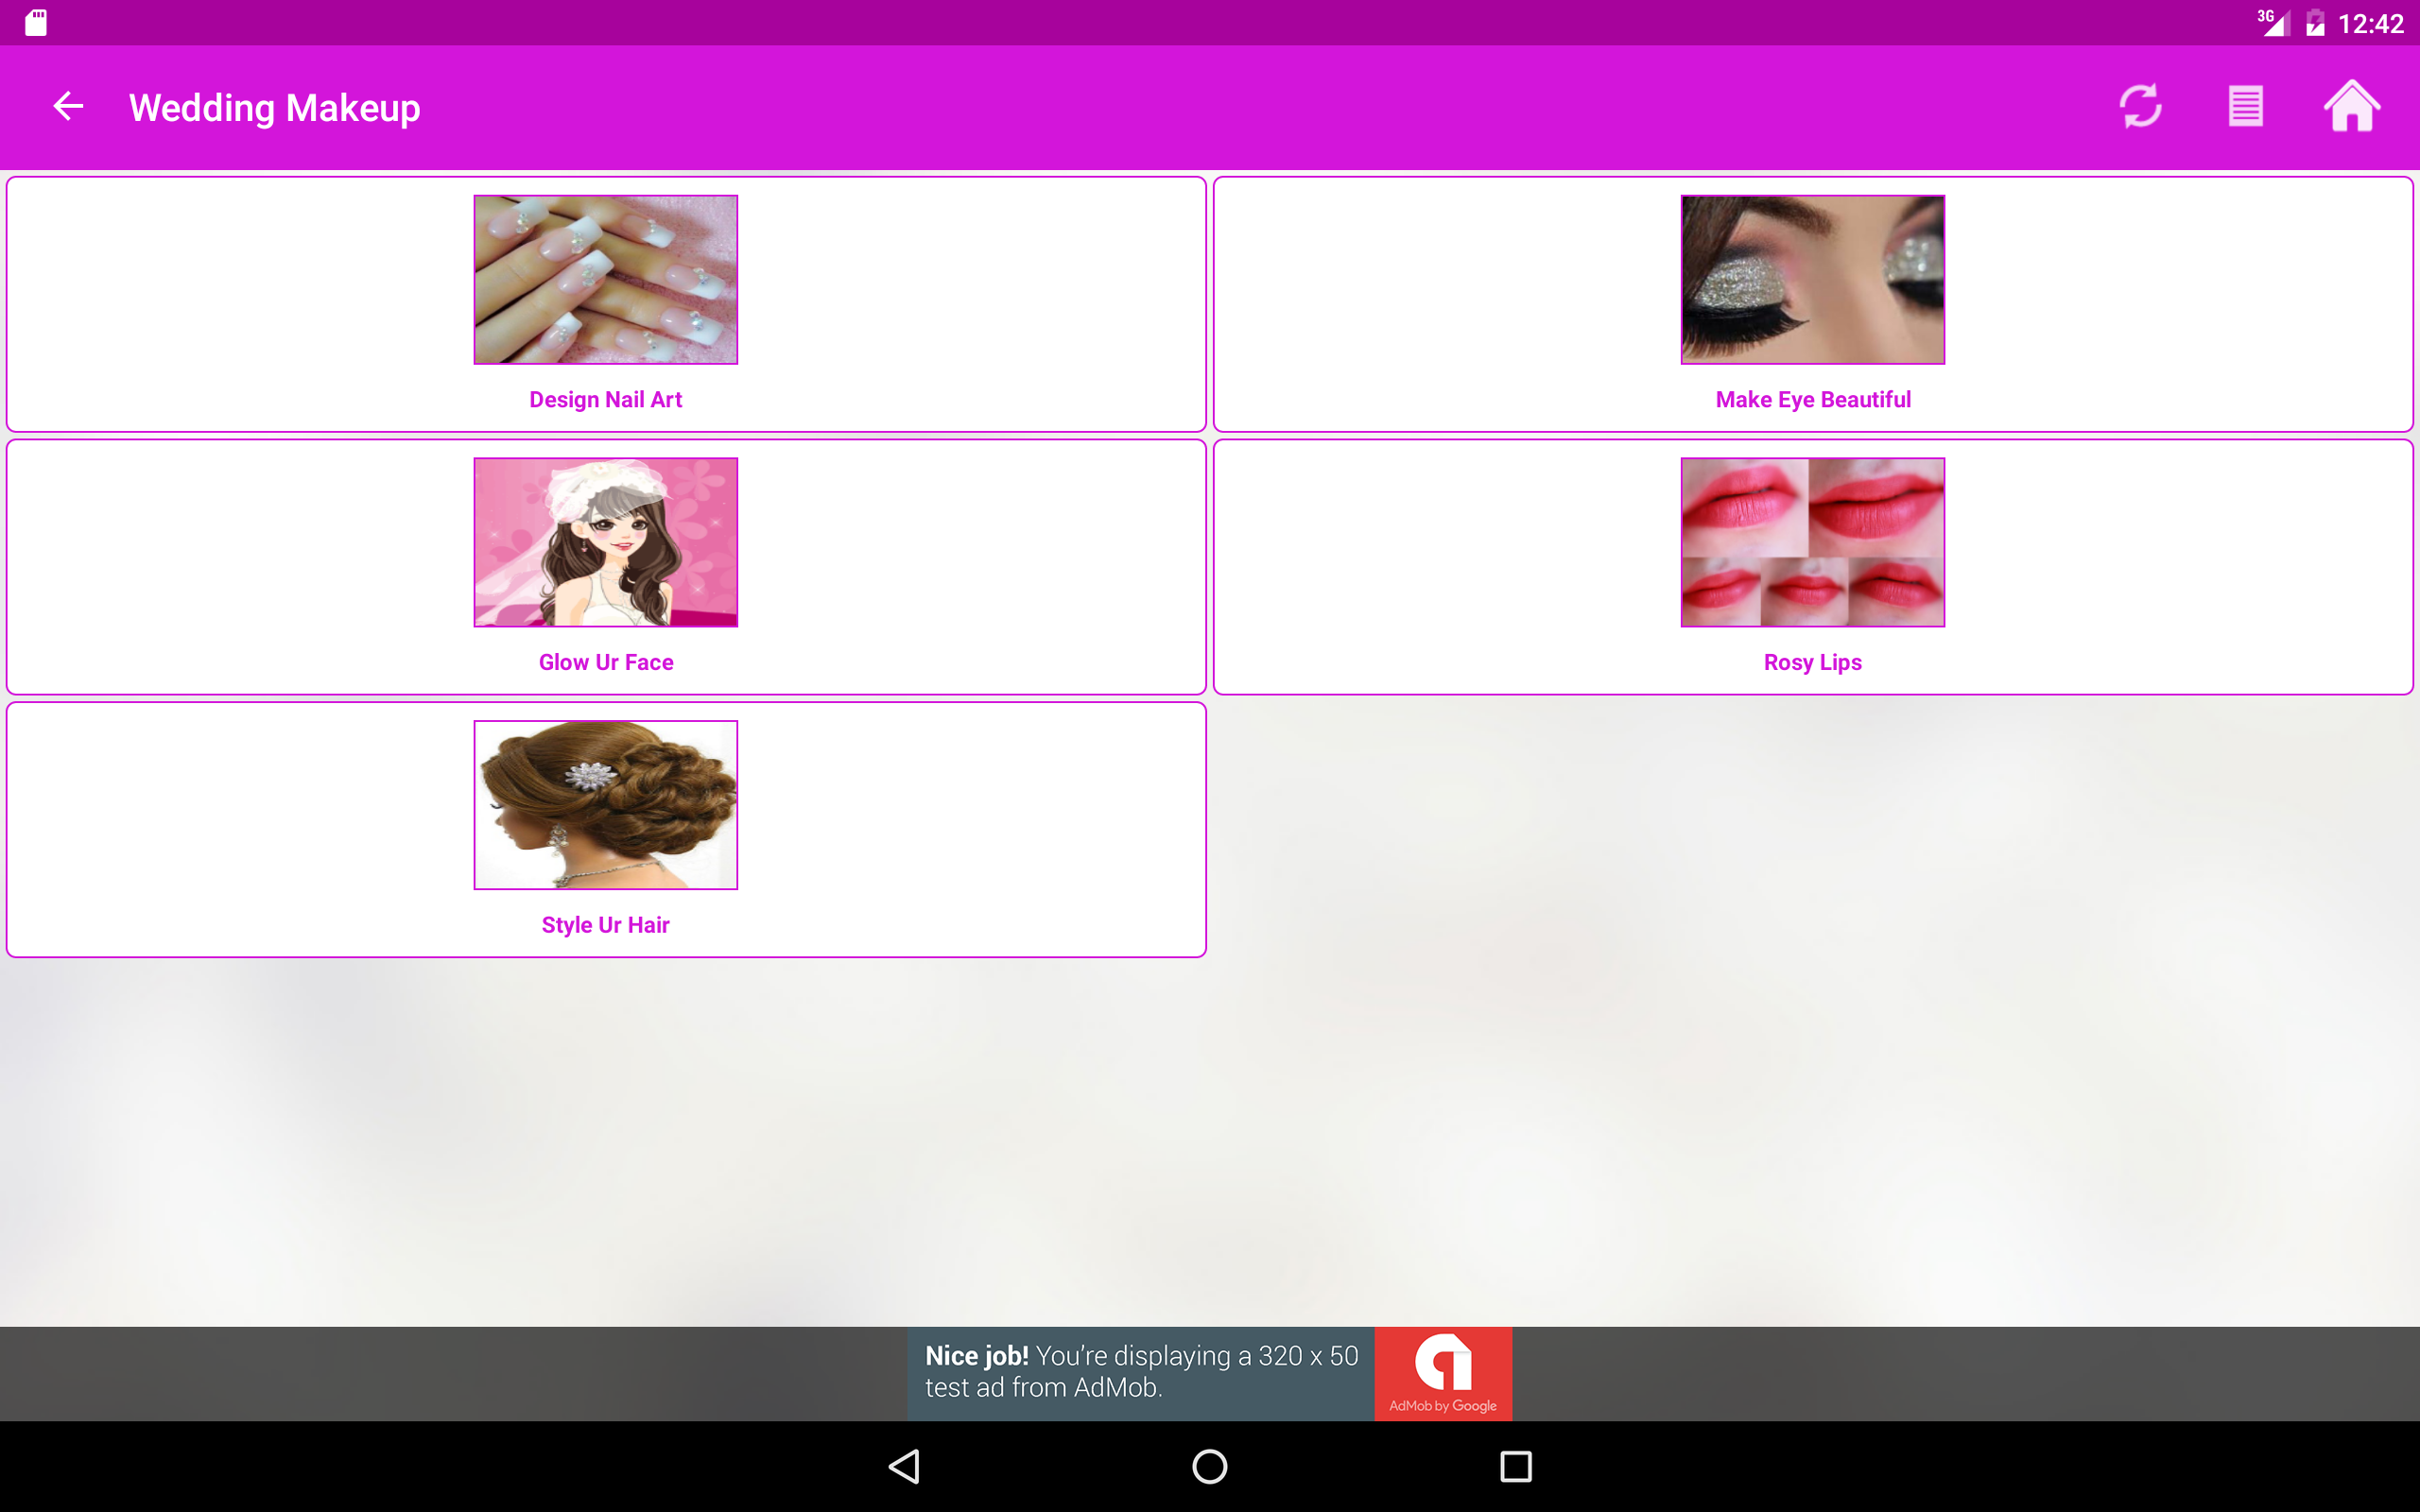 3G 12:42
Wedding Makeup
Design Nail Art
Make Eye Beautiful
Glow Ur Face
Rosy Lips
Style Ur Hair
Nice job! You're displaying a 320 x 50
test ad from AdMob.
AdMob by Google